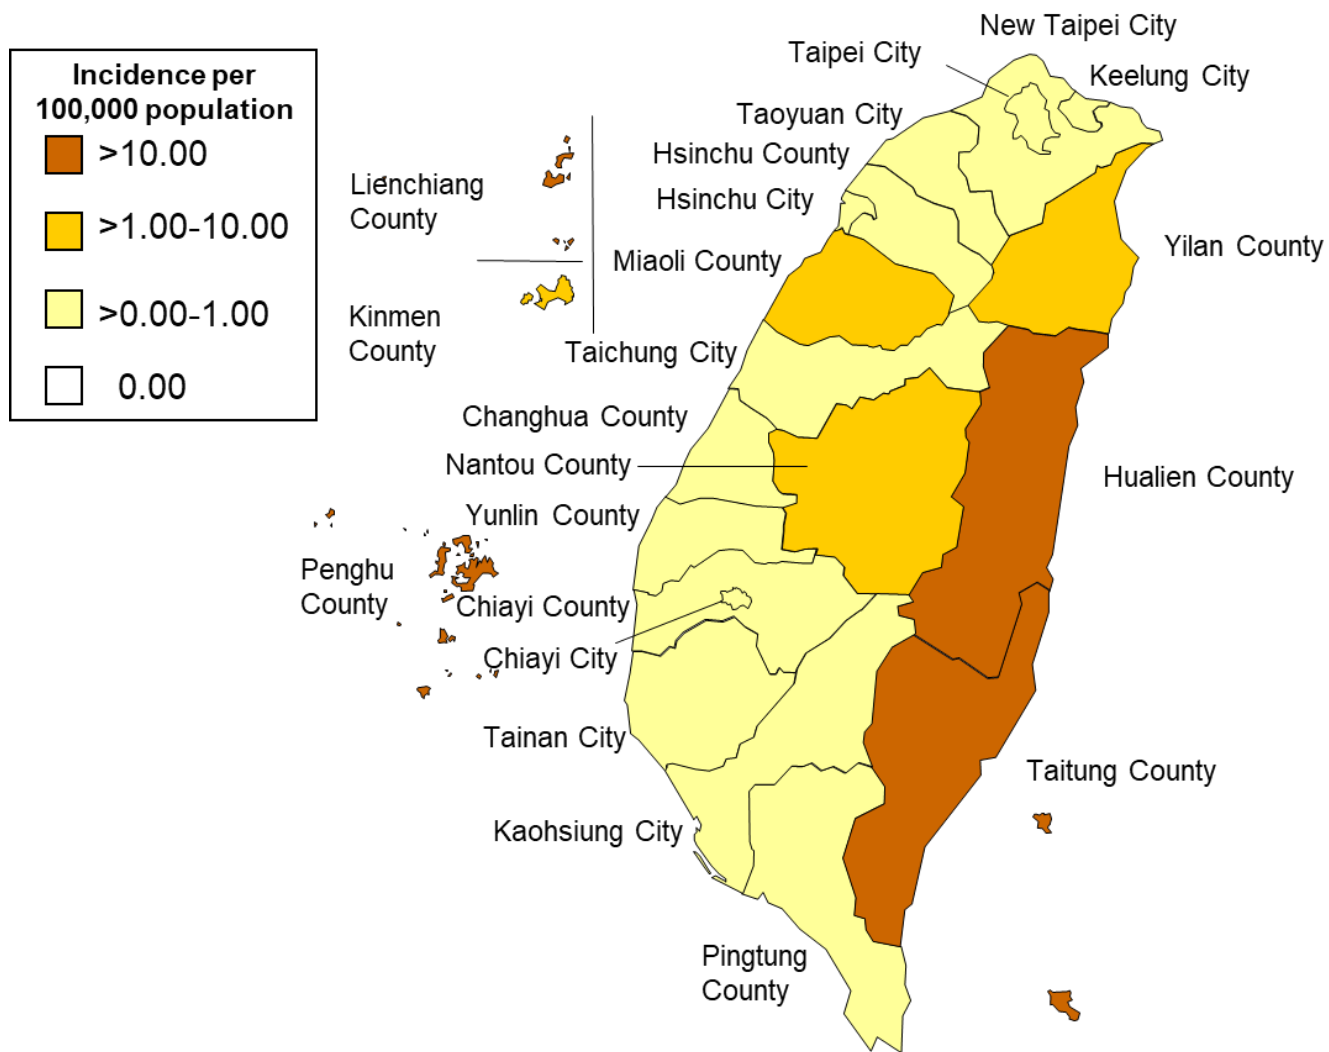 Incidence per
100,000 population
>10.00
>1.00-10.00
>0.00-1.00
0.00
New Taipei City
Taipei City
Keelung City
Taoyuan City
Hsinchu County
Hsinchu City
Lienchiang
County
Yilan County
Miaoli County
Kinmen
County
Taichung City
Changhua County
Nantou County
Hualien County
Yunlin County
Penghu
County
Chiayi County
Chiayi City
Tainan City
Taitung County
Kaohsiung City
Pingtung
County